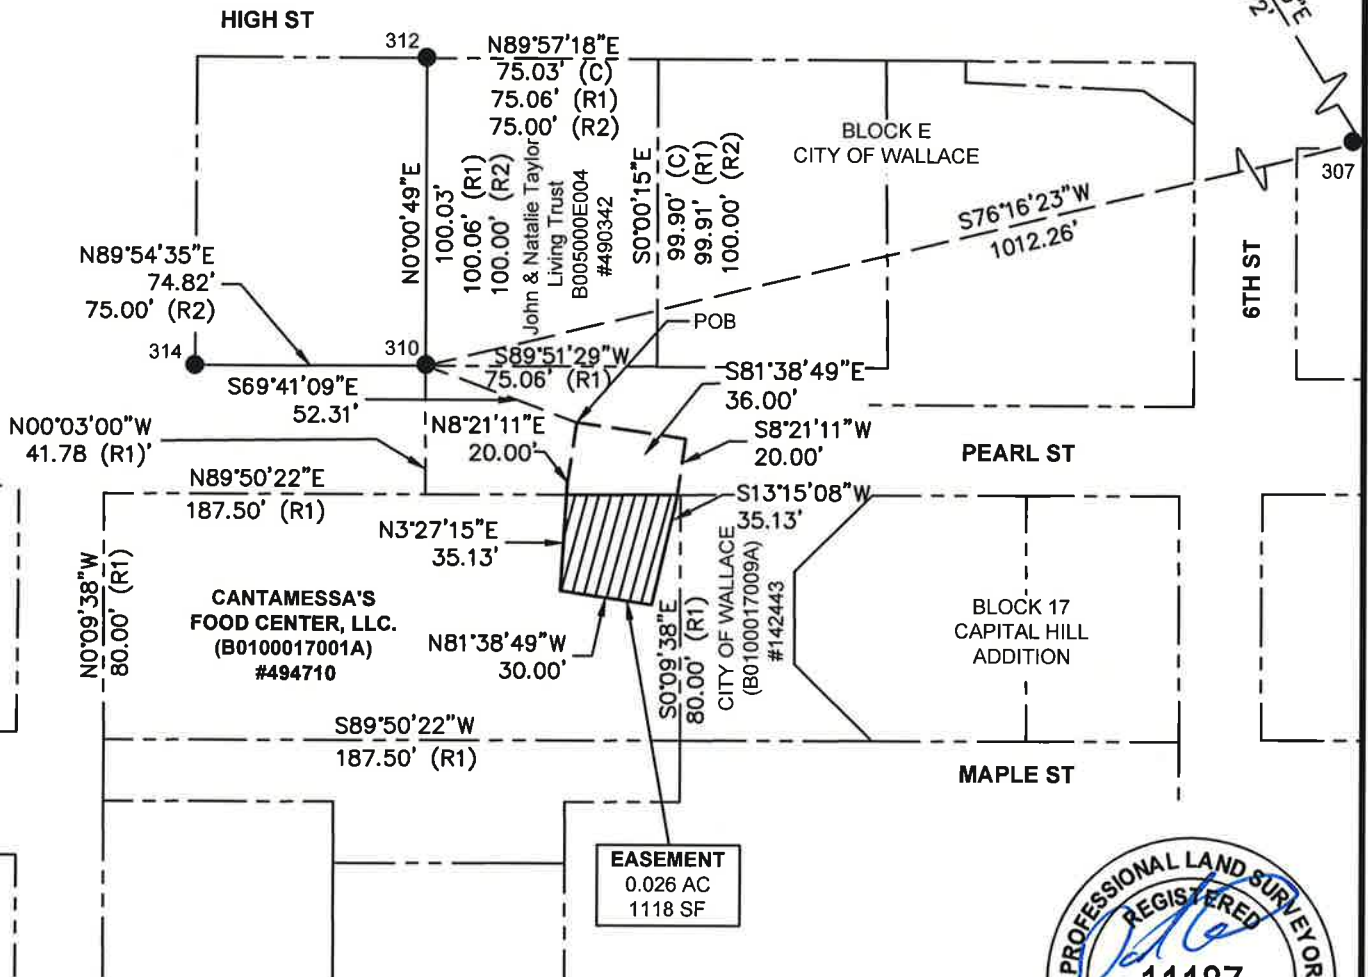 HIGH ST
312
N89°57'18"E
75.03' (C)
75.06' (R1)
75.00' (R2)
N0°00'49"E
100.03'
100.06' (R1)
100.00' (R2)
John & Natalie Taylor
Living Trust
B05000E004
#490342
S0°00'15"E
99.90' (C)
99.91' (R1)
100.00' (R2)
BLOCK E
CITY OF WALLACE
S76°16'23"W
1012.26'
307
6TH ST
N89°54'35"E
74.82'
75.00' (R2)
314
310
S89°51'29"W
75.06' (R1)
POB
S69°41'09"E
52.31'
S81°38'49"E
36.00'
N00°03'00"W
41.78 (R1)'
N8°21'11"E
20.00'
S8°21'11"W
20.00'
PEARL ST
N89°50'22"E
187.50' (R1)
S13°15'08"W
35.13'
N3°27'15"E
35.13'
N0°09'38"W
80.00' (R1)
CANTAMESSA'S
FOOD CENTER, LLC.
(B0100017001A)
#494710
N81°38'49"W
30.00'
S0°09'38"E
80.00' (R1)
CITY OF WALLACE
(B0100017009A)
#142443
BLOCK 17
CAPITAL HILL
ADDITION
S89°50'22"W
187.50' (R1)
MAPLE ST
EASEMENT
0.026 AC
1118 SF
PROFESSIONAL LAND SURVEYOR
REGISTERED
11187